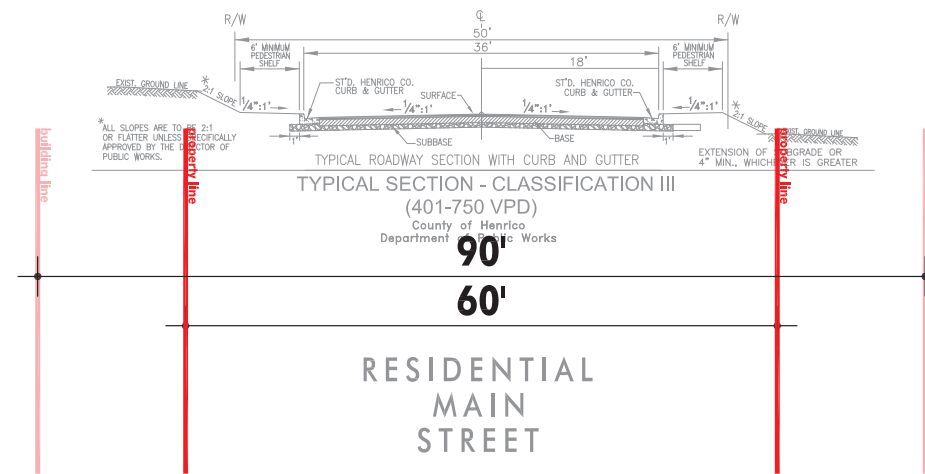 R/W
℄
R/W
50'
36'
18'
6' MINIMUM
PEDESTRIAN
SHELF
6' MINIMUM
PEDESTRIAN
SHELF
EXIST. GROUND LINE
*
2:1 SLOPE
1/4":1'
ST'D. HENRICO CO.
CURB & GUTTER
SURFACE
1/4":1'
1/4":1'
ST'D. HENRICO CO.
CURB & GUTTER
1/4":1'
*
2:1 SLOPE
EXIST. GROUND LINE
1'
SUBBASE
BASE
1'
* ALL SLOPES ARE TO BE 2:1
OR FLATTER UNLESS SPECIFICALLY
APPROVED BY THE DIRECTOR OF
PUBLIC WORKS.
EXTENSION OF SUBGRADE OR
4" MIN., WHICHEVER IS GREATER
TYPICAL ROADWAY SECTION WITH CURB AND GUTTER
TYPICAL SECTION - CLASSIFICATION III
(401-750 VPD)
County of Henrico
Department of Public Works
building line
property line
property line
90'
60'
RESIDENTIAL
MAIN
STREET